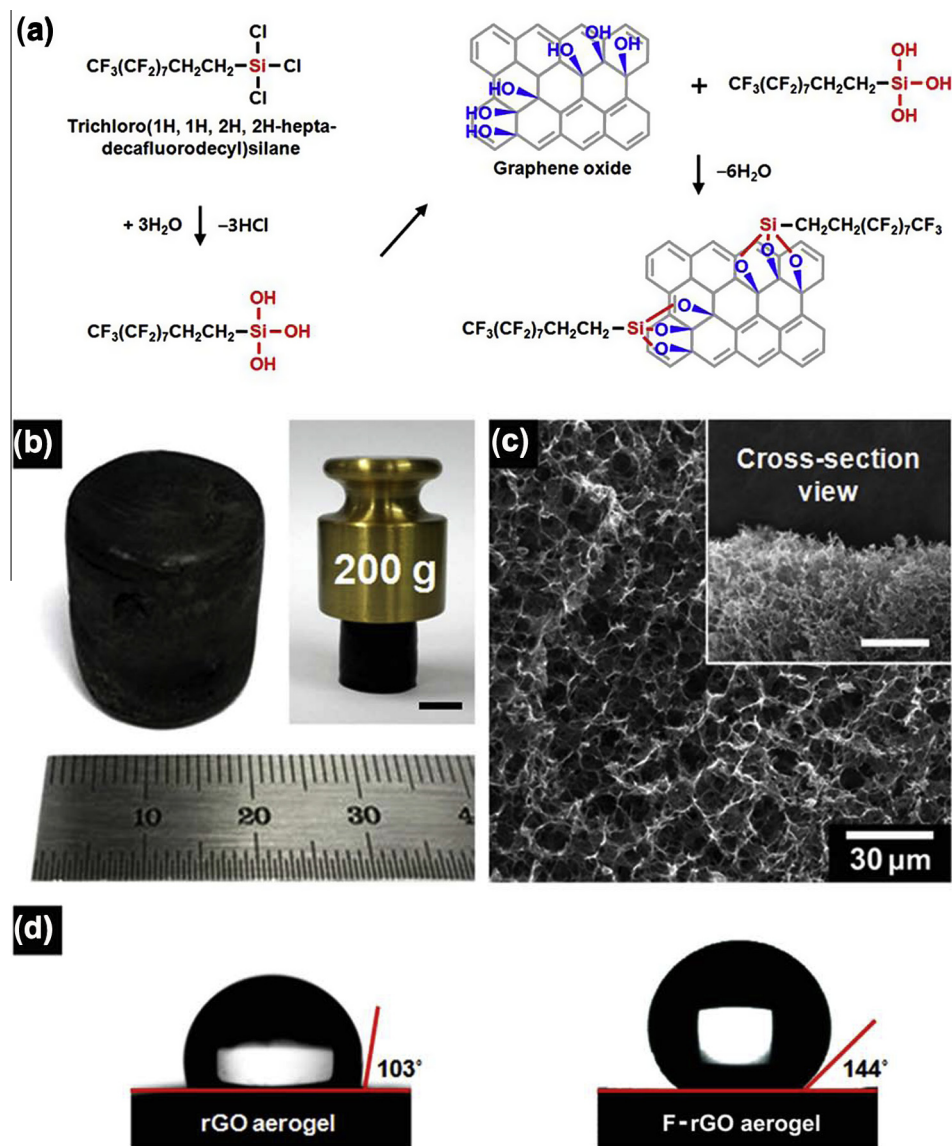 (a)
Cl
CF3(CF2)7CH2CH2–Si–Cl
Cl
Trichloro(1H, 1H, 2H, 2H-hepta-
decafluorodecyl)silane
+ 3H2O –3HCl
OH
CF3(CF2)7CH2CH2–Si–OH
OH
HO HO OH
HO
HO
HO
Graphene oxide
+
OH
CF3(CF2)7CH2CH2–Si–OH
OH
–6H2O
Si–CH2CH2(CF2)7CF3
O O O
CF3(CF2)7CH2CH2–Si
O
O
O
(b)
200 g
10 20 30 4
(c)
Cross-section
view
30 μm
(d)
103°
rGO aerogel
144°
F-rGO aerogel